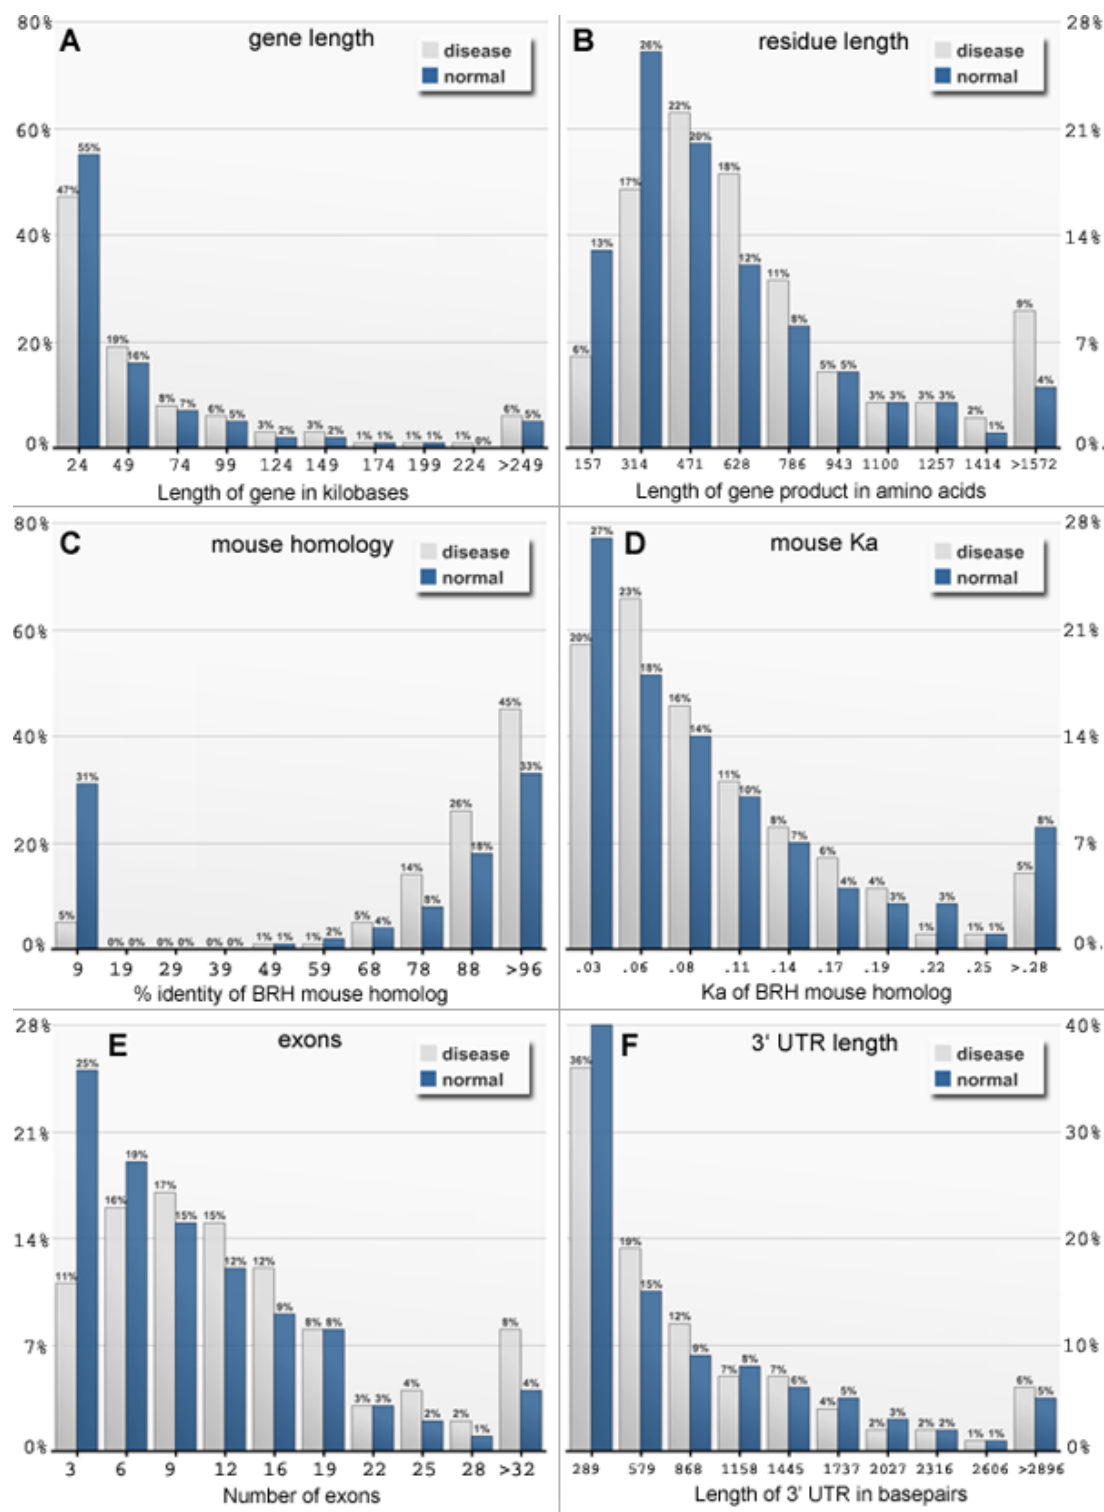 80%
A
gene length
disease
normal
60%
40%
20%
0%
47% 55% 19% 16% 8% 7% 6% 5% 3% 2% 3% 2% 1% 1% 1% 1% 1% 0% 6% 5%
24 49 74 99 124 149 174 199 224 >249
Length of gene in kilobases
B
residue length
disease
normal
28%
21%
14%
7%
0%.
6% 13% 17% 26% 22% 20% 18% 12% 11% 8% 5% 5% 3% 3% 3% 3% 2% 1% 9% 4%
157 314 471 628 786 943 1100 1257 1414 >1572
Length of gene product in amino acids
80%
C
mouse homology
disease
normal
60%
40%
20%
0%
5% 31% 0% 0% 0% 0% 0% 0% 1% 1% 1% 2% 5% 4% 14% 8% 26% 18% 45% 33%
9 19 29 39 49 59 68 78 88 >96
% identity of BRH mouse homolog
D
mouse Ka
disease
normal
28%
21%
14%
7%
0%.
20% 27% 23% 18% 16% 14% 11% 10% 8% 7% 6% 4% 4% 3% 1% 3% 1% 1% 5% 8%
.03 .06 .08 .11 .14 .17 .19 .22 .25 >.28
Ka of BRH mouse homolog
28%
E
exons
disease
normal
21%
14%
7%
0%
11% 25% 16% 19% 17% 15% 15% 12% 12% 9% 8% 8% 3% 3% 4% 2% 2% 1% 8% 4%
3 6 9 12 16 19 22 25 28 >32
Number of exons
F
3' UTR length
disease
normal
40%
30%
20%
10%
0%
36% 19% 15% 12% 9% 7% 8% 7% 6% 4% 5% 2% 3% 2% 2% 1% 1% 6% 5%
289 579 868 1158 1445 1737 2027 2316 2606 >2896
Length of 3' UTR in basepairs